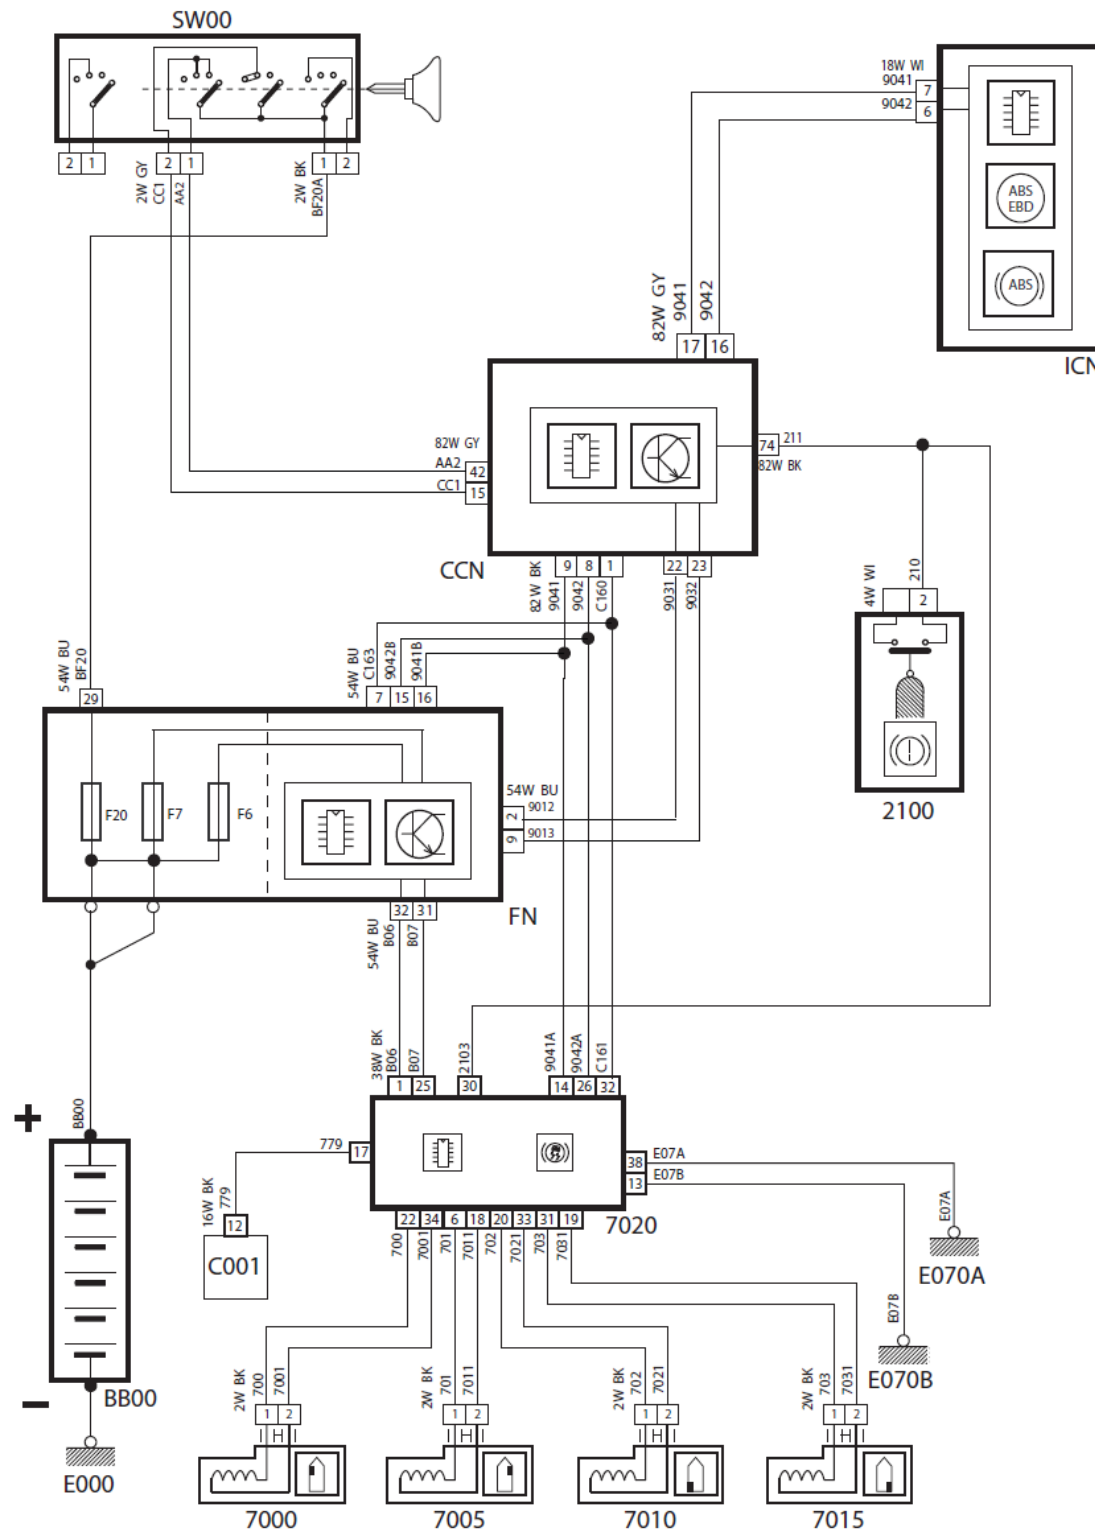 SW00
2 1
2 1
1 2
2W GY
CC1
AA2
2W BK
BF20A
18W WI
9041
7
9042
6
ABS
EBD
ABS
ICN
82W GY
9041
9042
17 16
82W GY
AA2
42
CC1
15
74
211
82W BK
CCN
82W BK
9 8 1
22 23
9041
9042
C160
9031
9032
4W WI
210
2
2100
54W BU
BF20
29
54W BU
C163
9042B
9041B
7 15 16
F20
F7
F6
54W BU
9012
2
9013
9
FN
32 31
54W BU
B06
B07
38W BK
B06
B07
2103
9041A
9042A
C161
1 25
30
14 26 32
779
17
38
E07A
13
E07B
7020
22 34 6 18 20 33 31 19
700
7001
701
7011
702
7021
703
7031
16W BK
779
12
C001
E07A
E070A
E07B
E070B
+
BB00
BB00
–
E000
2W BK
700
7001
1 2
7000
2W BK
701
7011
1 2
7005
2W BK
702
7021
1 2
7010
2W BK
703
7031
1 2
7015